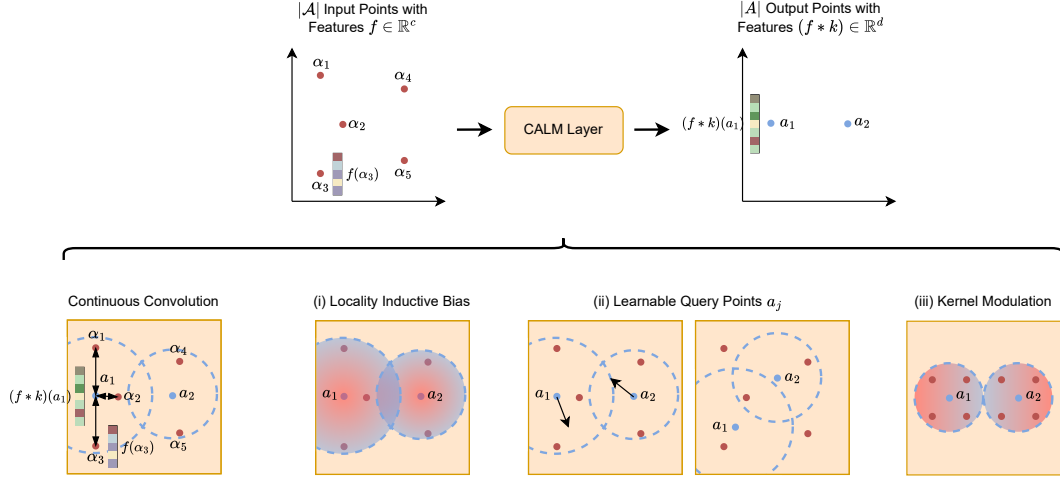 |𝒜| Input Points with
Features f ∈ ℝᶜ
|A| Output Points with
Features (f * k) ∈ ℝᵈ
α₁
α₄
α₂
α₃
f(α₃)
α₅
CALM Layer
(f * k)(a₁)
a₁
a₂
Continuous Convolution
(i) Locality Inductive Bias
(ii) Learnable Query Points aⱼ
(iii) Kernel Modulation
α₁
α₄
a₁
(f * k)(a₁)
α₂
a₂
α₃
f(α₃)
α₅
a₁
a₂
a₁
a₂
a₂
a₁
a₁
a₂